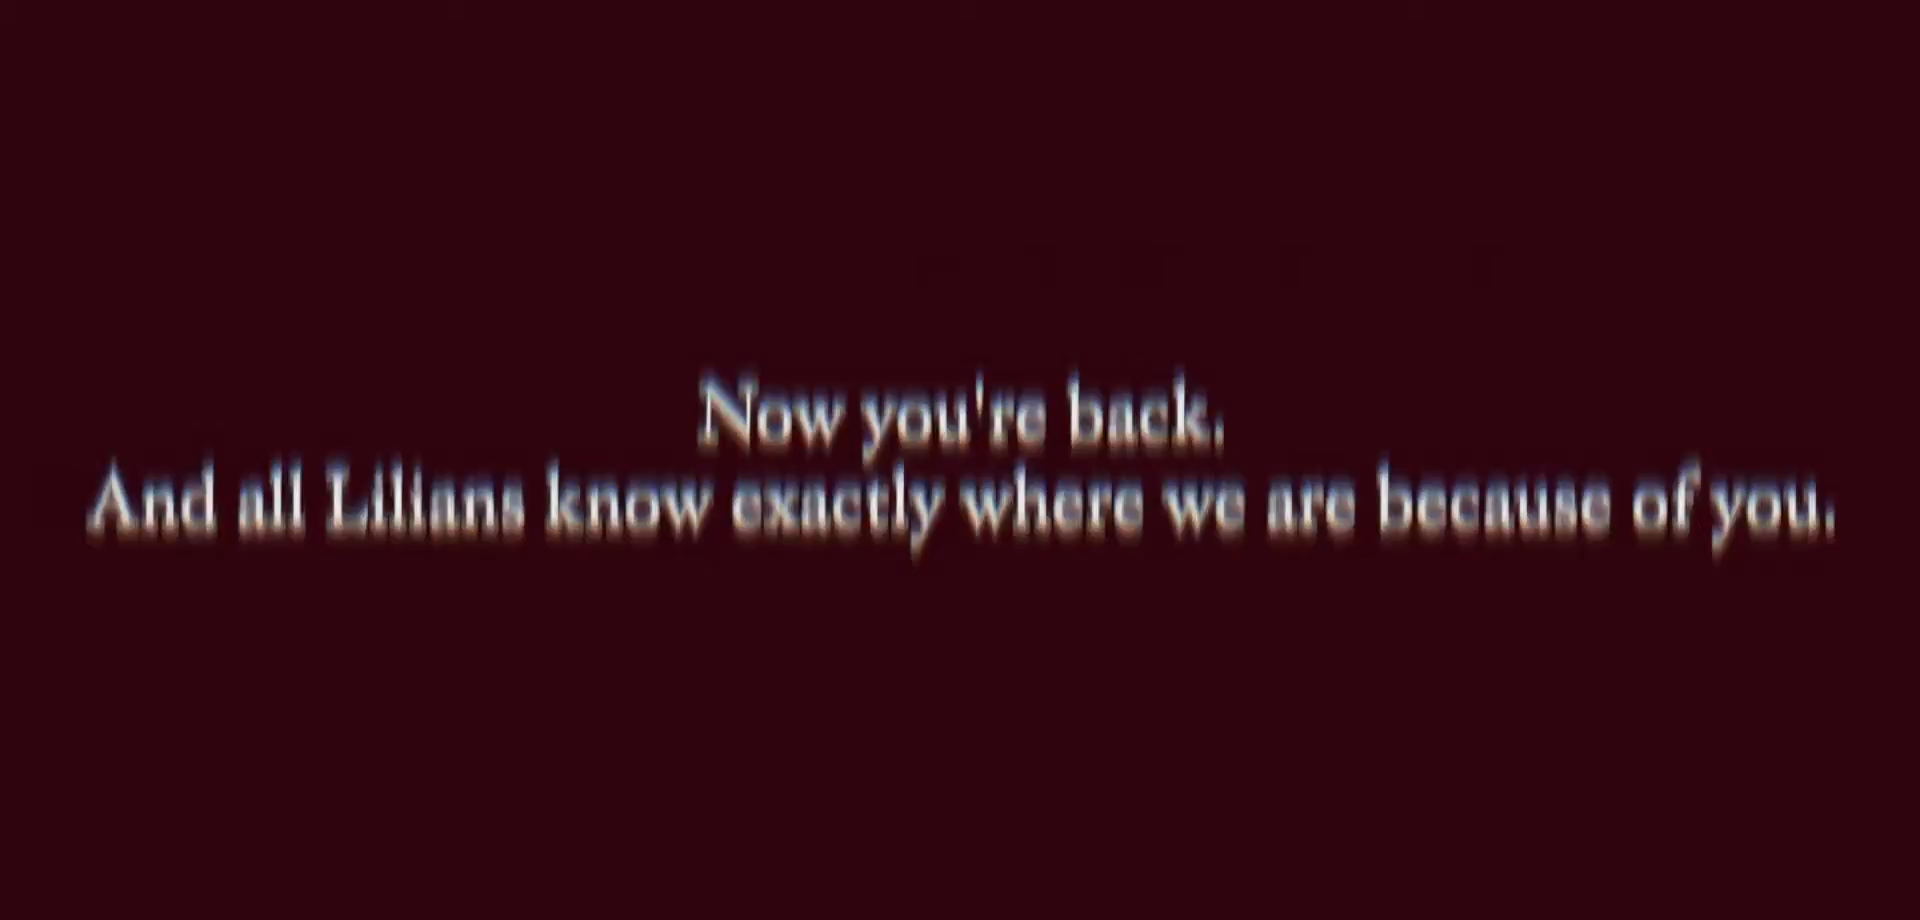 Now you're back.
And all Lilians know exactly where we are because of you.